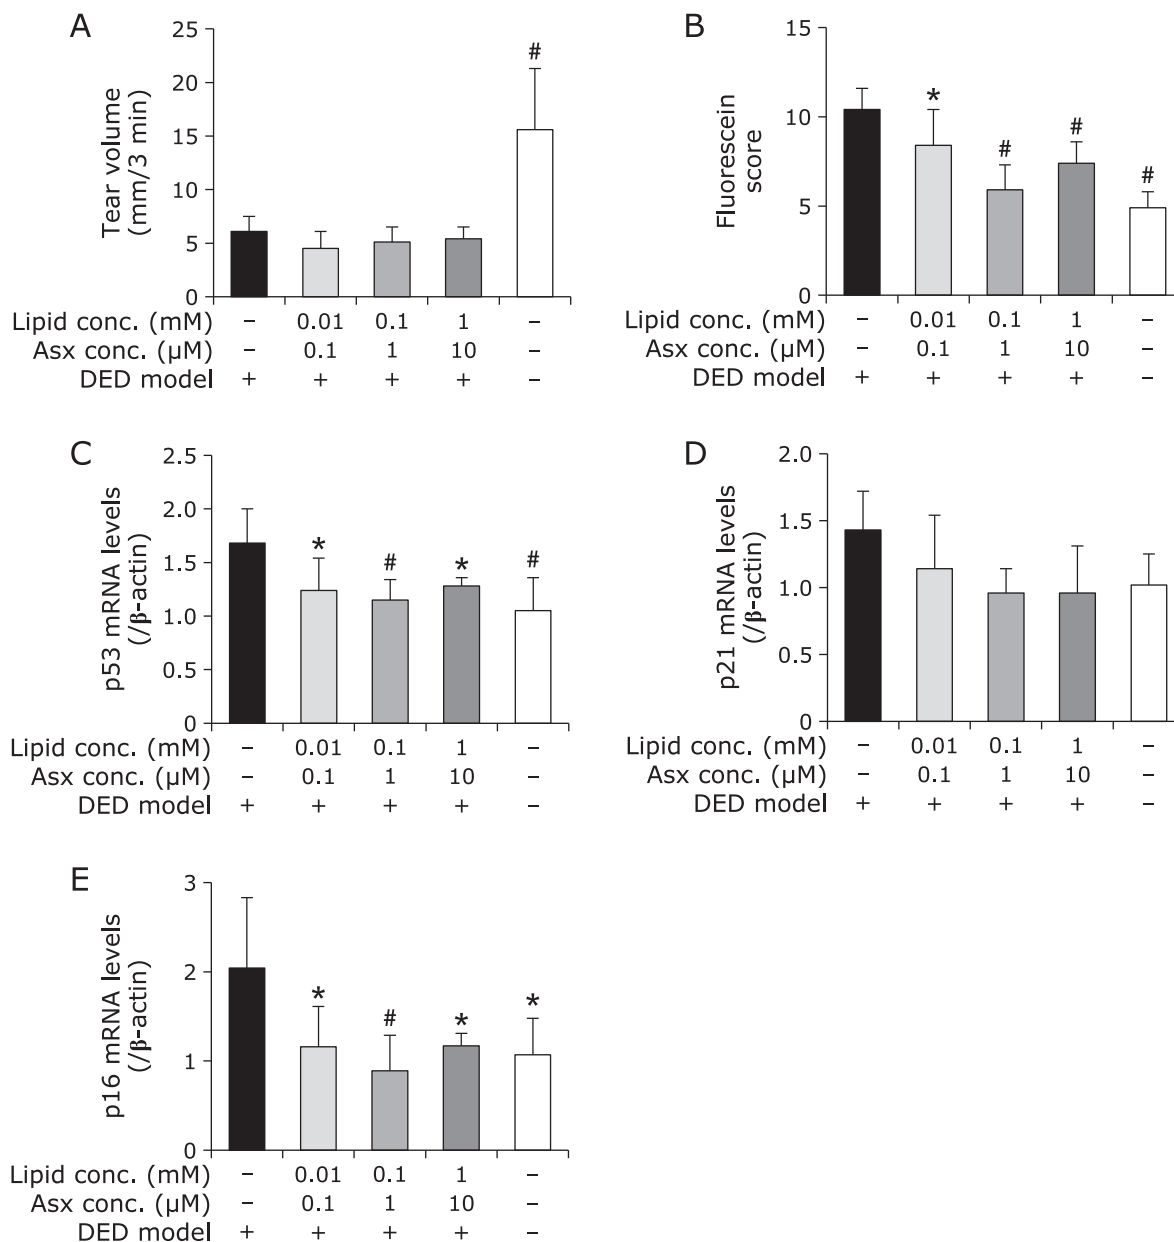 A
Tear volume
(mm/3 min)
25
20
15
10
5
0
#
Lipid conc. (mM) – 0.01 0.1 1 –
Asx conc. (µM) – 0.1 1 10 –
DED model + + + + –
B
Fluorescein
score
15
10
5
0
* # # #
Lipid conc. (mM) – 0.01 0.1 1 –
Asx conc. (µM) – 0.1 1 10 –
DED model + + + + –
C
p53 mRNA levels
(/β-actin)
2.5
2.0
1.5
1.0
0.5
0
* # * #
Lipid conc. (mM) – 0.01 0.1 1 –
Asx conc. (µM) – 0.1 1 10 –
DED model + + + + –
D
p21 mRNA levels
(/β-actin)
2.0
1.5
1.0
0.5
0
Lipid conc. (mM) – 0.01 0.1 1 –
Asx conc. (µM) – 0.1 1 10 –
DED model + + + + –
E
p16 mRNA levels
(/β-actin)
3
2
1
0
* # * *
Lipid conc. (mM) – 0.01 0.1 1 –
Asx conc. (µM) – 0.1 1 10 –
DED model + + + + –